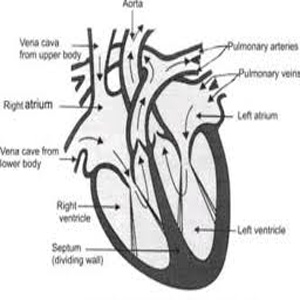 Aorta
Vena cava
from upper body
Pulmonary arteries
Pulmonary veins
Right atrium
Left atrium
Vena cave from
lower body
Right
ventricle
Left ventricle
Septum
(dividing wall)